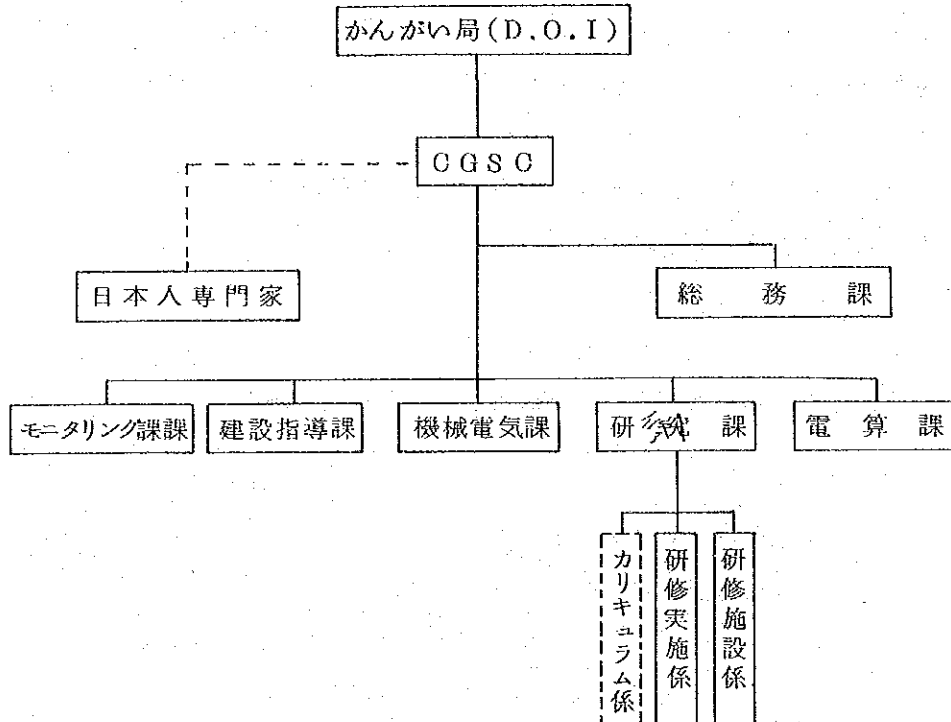 かんがい局(D.O.I)
CGSC
日本人専門家
総務課
モニタリング課課
建設指導課
機械電気課
研究課
電算課
カリキュラム係
研修実施係
研修施設係